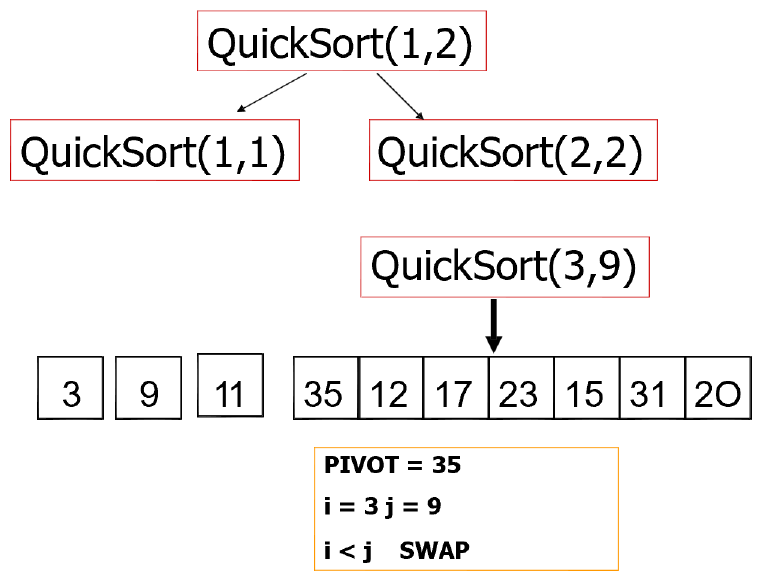 QuickSort(1,2)
QuickSort(1,1) QuickSort(2,2)
QuickSort(3,9)
3 9 11 35 12 17 23 15 31 2O
PIVOT = 35
i = 3 j = 9
i < j SWAP